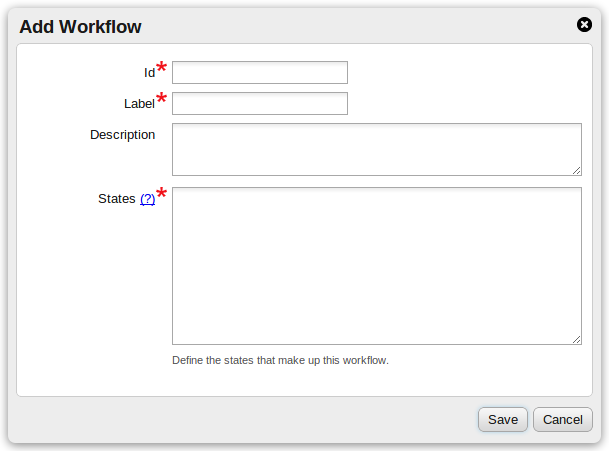 Add Workflow
Id*
Label*
Description
States (?)*
Define the states that make up this workflow.
Save Cancel